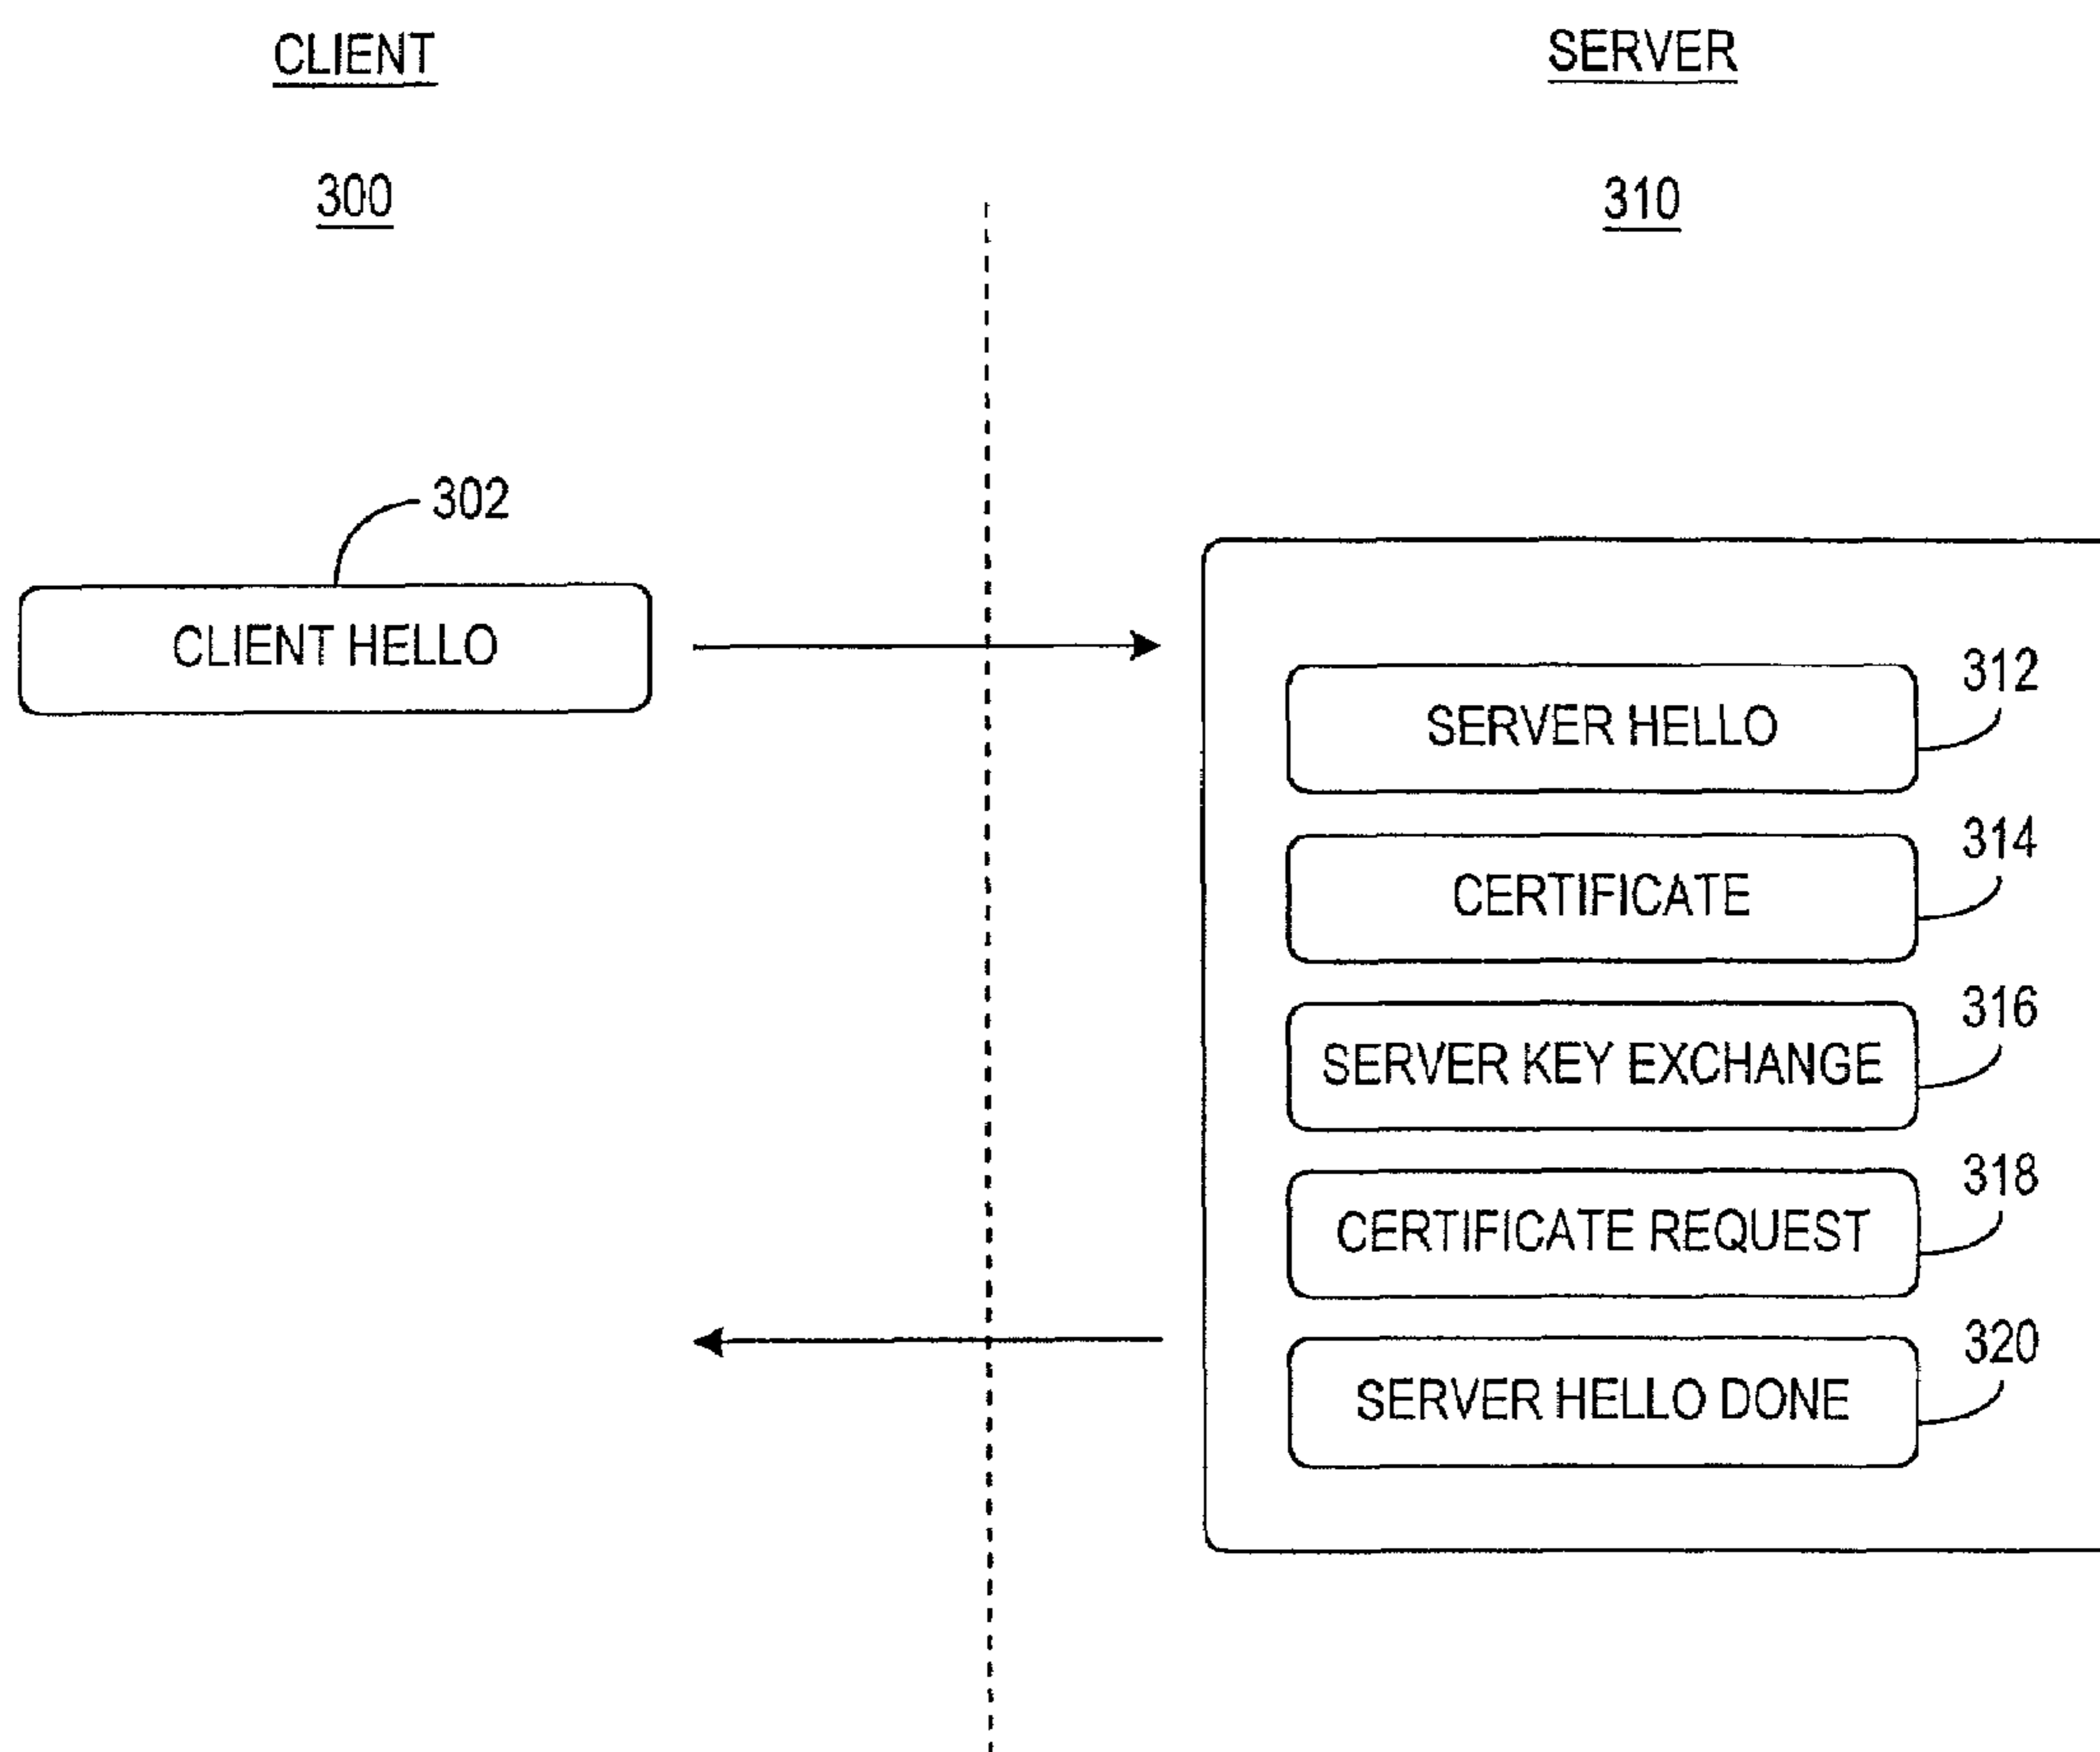 CLIENT
SERVER
300
310
302
CLIENT HELLO
312
SERVER HELLO
314
CERTIFICATE
316
SERVER KEY EXCHANGE
318
CERTIFICATE REQUEST
320
SERVER HELLO DONE